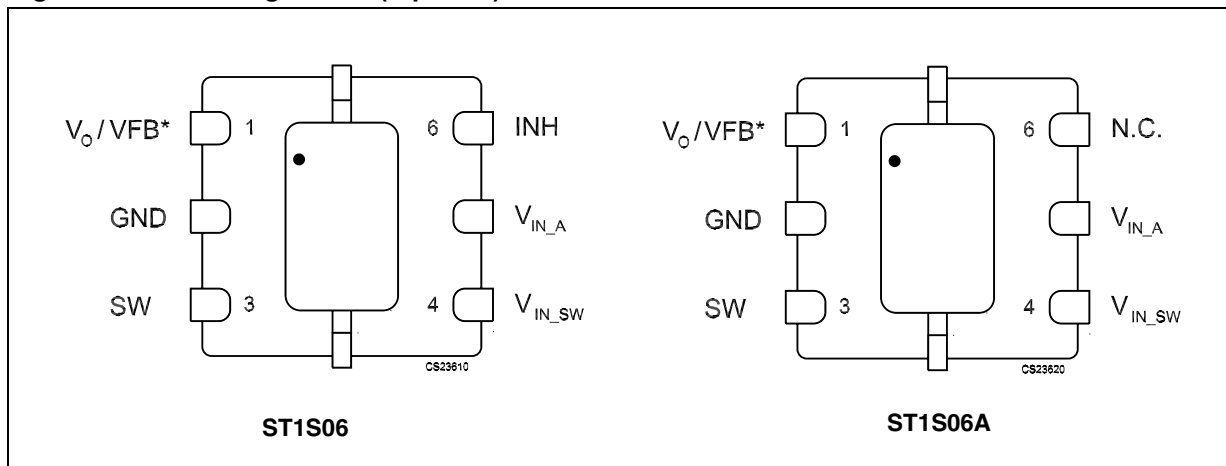 V_O/VFB* 1 6 INH
GND V_IN_A
SW 3 4 V_IN_SW
CS23610
ST1S06
V_O/VFB* 1 6 N.C.
GND V_IN_A
SW 3 4 V_IN_SW
CS23620
ST1S06A